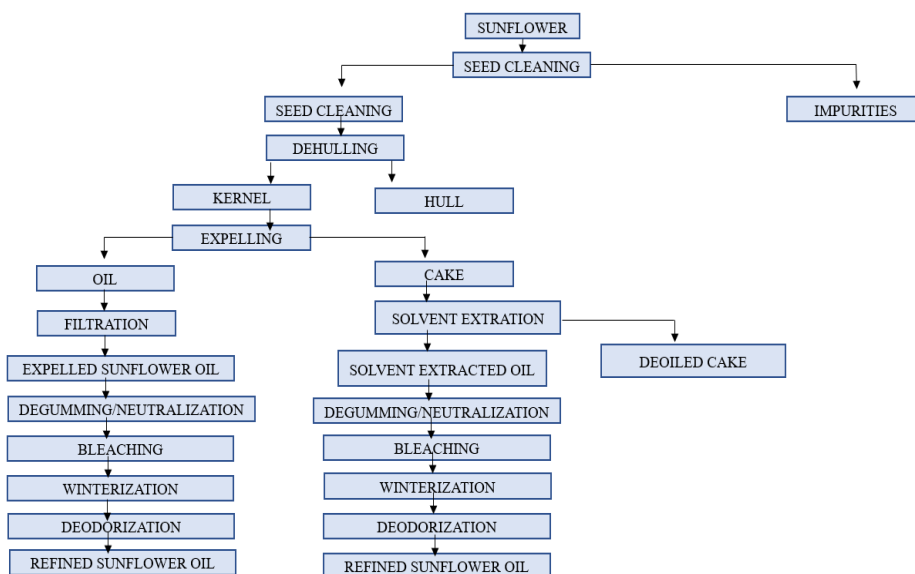 SUNFLOWER
SEED CLEANING
SEED CLEANING
IMPURITIES
DEHULLING
KERNEL
HULL
EXPELLING
OIL
CAKE
FILTRATION
SOLVENT EXTRATION
EXPELLED SUNFLOWER OIL
SOLVENT EXTRACTED OIL
DEOILED CAKE
DEGUMMING/NEUTRALIZATION
DEGUMMING/NEUTRALIZATION
BLEACHING
BLEACHING
WINTERIZATION
WINTERIZATION
DEODORIZATION
DEODORIZATION
REFINED SUNFLOWER OIL
REFINED SUNFLOWER OIL